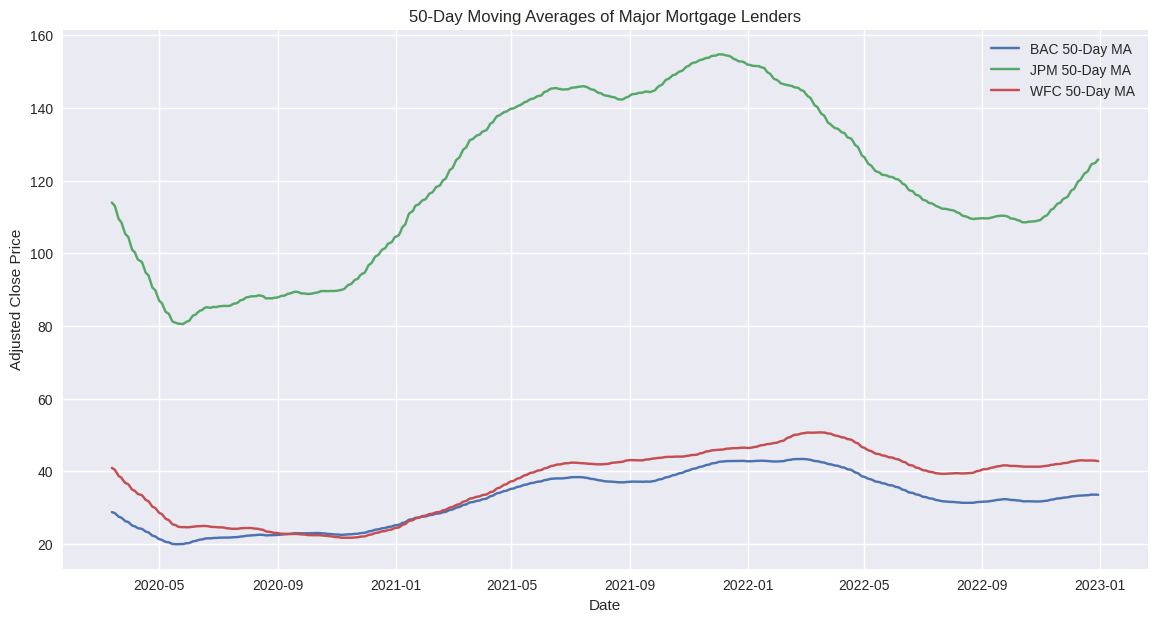 50-Day Moving Averages of Major Mortgage Lenders
BAC 50-Day MA
JPM 50-Day MA
WFC 50-Day MA
Adjusted Close Price
160
140
120
100
80
60
40
20
2020-05
2020-09
2021-01
2021-05
2021-09
2022-01
2022-05
2022-09
2023-01
Date